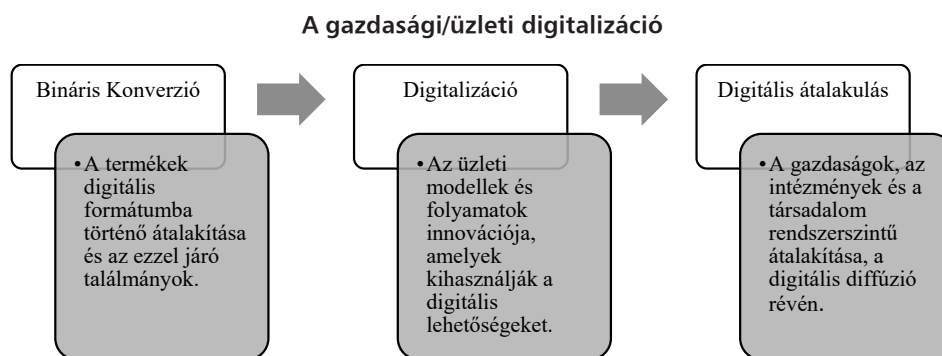 A gazdasági/üzleti digitalizáció
Bináris Konverzió
•A termékek
digitális
formátumba
történő átalakítása
és az ezzel járó
találmányok.
Digitalizáció
•Az üzleti
modellek és
folyamatok
innovációja,
amelyek
kihasználják a
digitális
lehetőségeket.
Digitális átalakulás
•A gazdaságok, az
intézmények és a
társadalom
rendszerszintű
átalakítása, a
digitális diffúzió
révén.